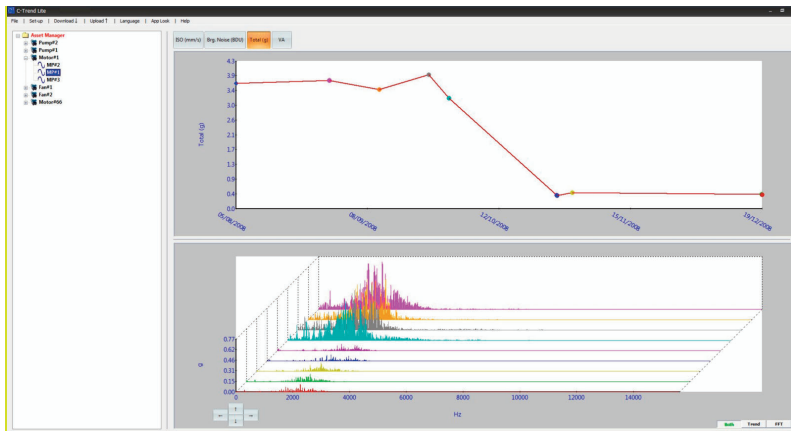 C-Trend Lite
File | Set-up | Download↓ | Upload↑ | Language | App Look | Help
Asset Manager
Pump#2
Pump#1
Motor#1
MP#2
MP#1
MP#3
Fan#1
Fan#2
Motor#66
ISO (mm/s) Brg. Noise (BDU) Total (g) VA
4.3
3.9
3.4
3.0
2.6
2.1
1.7
1.3
0.9
0.4
0.0
Total (g)
05/08/2008 08/09/2008 12/10/2008 15/11/2008 19/12/2008
0.77
0.62
0.46
0.31
0.15
0.00
g
0 2000 4000 6000 8000 10000 12000 14000
Hz
Both Trend FFT